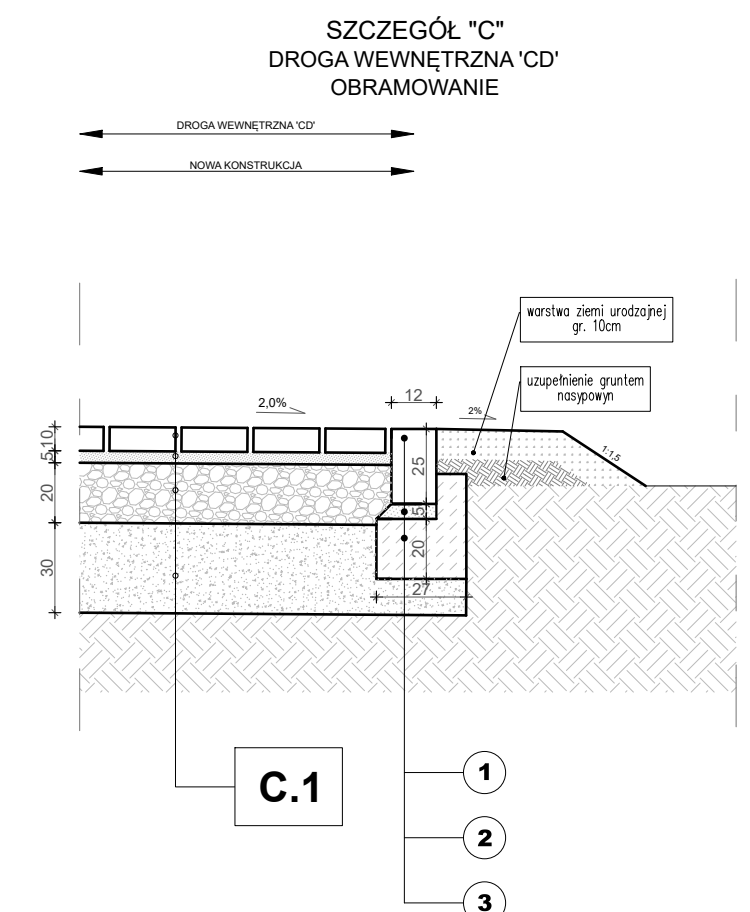 SZCZEGÓŁ "C"
DROGA WEWNĘTRZNA 'CD'
OBRAMOWANIE
DROGA WEWNĘTRZNA 'CD'
NOWA KONSTRUKCJA
warstwa ziemi urodzajnej
gr. 10cm
uzupełnienie gruntem
nasypowyn
2,0%
12
2%
1:1,5
10
5
20
30
25
5
20
27
C.1
1
2
3